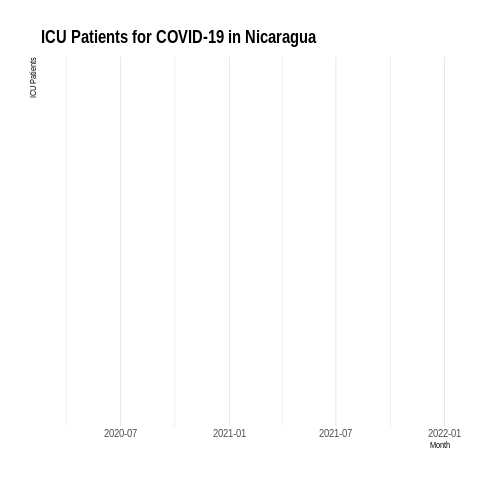 ICU Patients for COVID-19 in Nicaragua
ICU Patients
2020-07
2021-01
2021-07
2022-01
Month